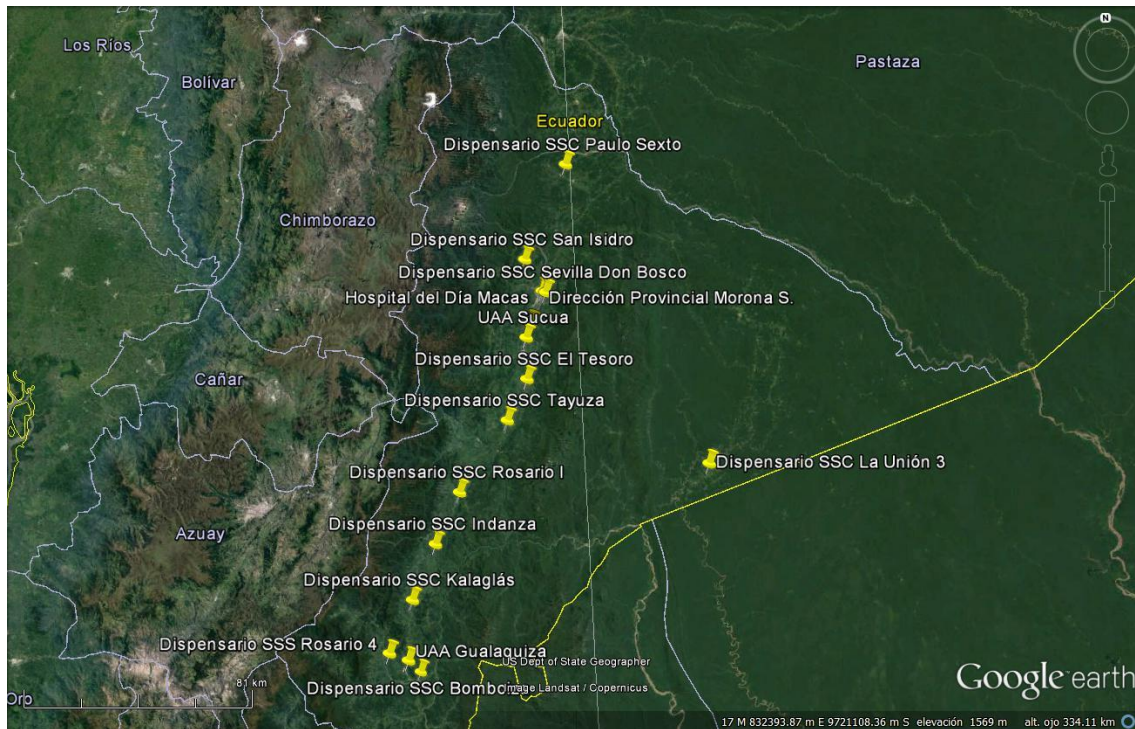 N
Los Ríos
Pastaza
Bolívar
Ecuador
Dispensario SSC Paulo Sexto
Chimborazo
Dispensario SSC San Isidro
Dispensario SSC Sevilla Don Bosco
Hospital del Día Macas
Dirección Provincial Morona S.
UAA Sucua
Dispensario SSC El Tesoro
Cañar
Dispensario SSC Tayuza
Dispensario SSC La Unión 3
Dispensario SSC Rosario I
Dispensario SSC Indanza
Azuay
Dispensario SSC Kalaglás
Dispensario SSS Rosario 4
UAA Gualaquiza
US Dept of State Geographer
Dispensario SSC
Image Landsat / Copernicus
Google earth
Orb
81 km
17 M 832393.87 m E 9721108.36 m S elevación 1569 m alt. ojo 334.11 km